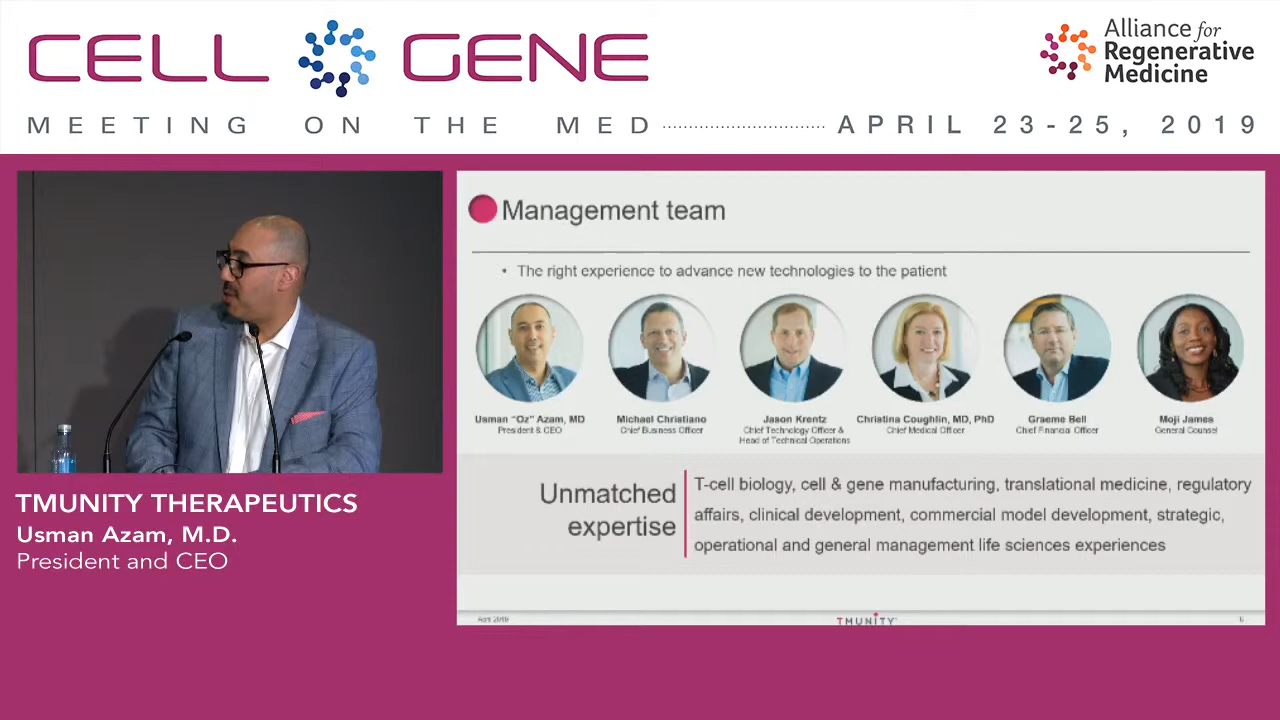 CELL GENE
MEETING ON THE MED
APRIL 23-25, 2019
Alliance for
Regenerative
Medicine
Management team
• The right experience to advance new technologies to the patient
Usman "Oz" Azam, MD
President & CEO
Michael Christiano
Chief Business Officer
Jason Krentz
Chief Technology Officer &
Head of Technical Operations
Christina Coughlin, MD, PhD
Chief Medical Officer
Graeme Bell
Chief Financial Officer
Moji James
General Counsel
Unmatched
expertise
T-cell biology, cell & gene manufacturing, translational medicine, regulatory
affairs, clinical development, commercial model development, strategic,
operational and general management life sciences experiences
April 2019
TMUNITY
6
TMUNITY THERAPEUTICS
Usman Azam, M.D.
President and CEO